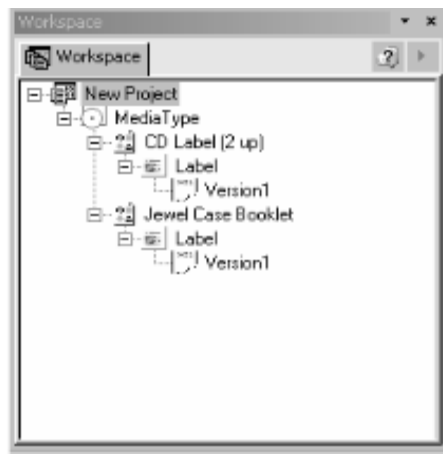 Workspace
Workspace
New Project
MediaType
CD Label (2 up)
Label
Version1
Jewel Case Booklet
Label
Version1